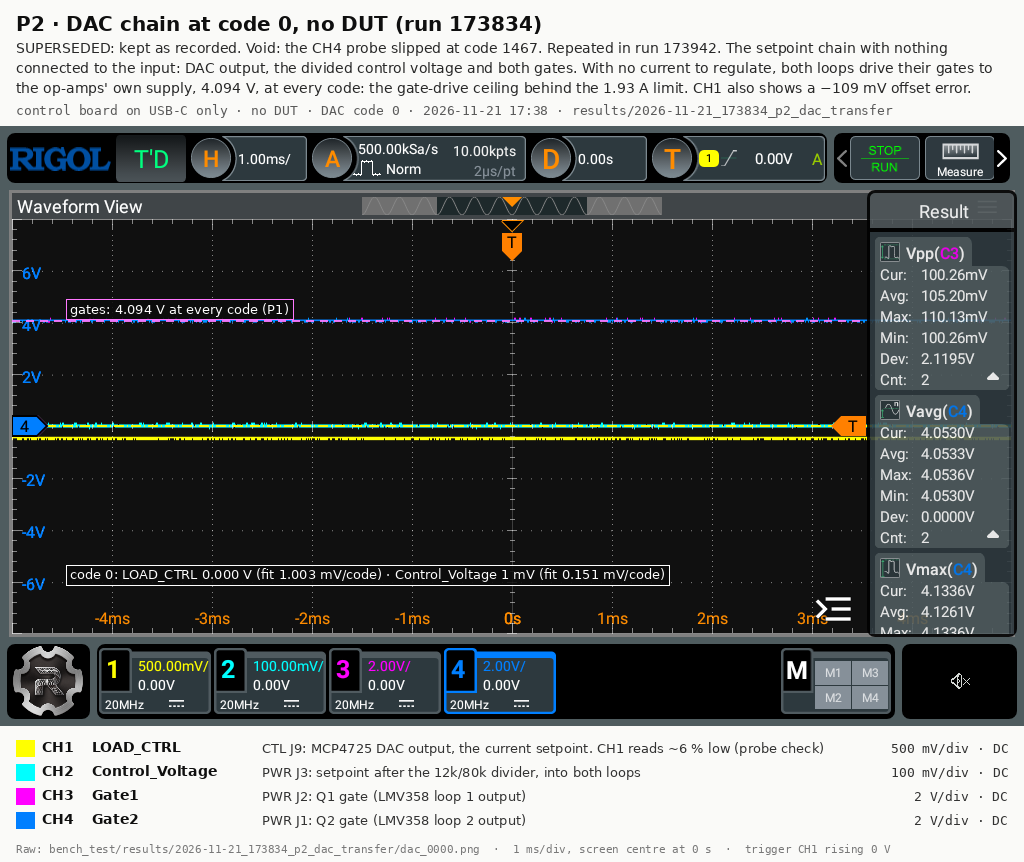 P2 · DAC chain at code 0, no DUT (run 173834)
SUPERSEDED: kept as recorded. Void: the CH4 probe slipped at code 1467. Repeated in run 173942. The setpoint chain with nothing
connected to the input: DAC output, the divided control voltage and both gates. With no current to regulate, both loops drive their gates to
the op-amps' own supply, 4.094 V, at every code: the gate-drive ceiling behind the 1.93 A limit. CH1 also shows a −109 mV offset error.
control board on USB-C only · no DUT · DAC code 0 · 2026-11-21 17:38 · results/2026-11-21_173834_p2_dac_transfer
RIGOL T'D H 1.00ms/ A 500.00kSa/s 10.00kpts D 0.00s T 1 0.00V A STOP
Norm 2μs/pt RUN Measure
Waveform View
Result
T
6V
Vpp(C3)
Cur: 100.26mV
Avg: 105.20mV
Max: 110.13mV
Min: 100.26mV
Dev: 2.1195V
Cnt: 2
gates: 4.094 V at every code (P1)
4V
2V
4
T
Vavg(C4)
Cur: 4.0530V
Avg: 4.0533V
Max: 4.0536V
Min: 4.0530V
Dev: 0.0000V
Cnt: 2
-2V
-4V
Vmax(C4)
Cur: 4.1336V
Avg: 4.1261V
Max: 4.1336V
code 0: LOAD_CTRL 0.000 V (fit 1.003 mV/code) · Control_Voltage 1 mV (fit 0.151 mV/code)
-6V
-4ms -3ms -2ms -1ms 0s 1ms 2ms 3ms
1 500.00mV/ 0.00V 20MHz
2 100.00mV/ 0.00V 20MHz
3 2.00V/ 0.00V 20MHz
4 2.00V/ 0.00V 20MHz
M M1 M3
M2 M4
CH1 LOAD_CTRL CTL J9: MCP4725 DAC output, the current setpoint. CH1 reads ~6 % low (probe check) 500 mV/div · DC
CH2 Control_Voltage PWR J3: setpoint after the 12k/80k divider, into both loops 100 mV/div · DC
CH3 Gate1 PWR J2: Q1 gate (LMV358 loop 1 output) 2 V/div · DC
CH4 Gate2 PWR J1: Q2 gate (LMV358 loop 2 output) 2 V/div · DC
Raw: bench_test/results/2026-11-21_173834_p2_dac_transfer/dac_0000.png · 1 ms/div, screen centre at 0 s · trigger CH1 rising 0 V